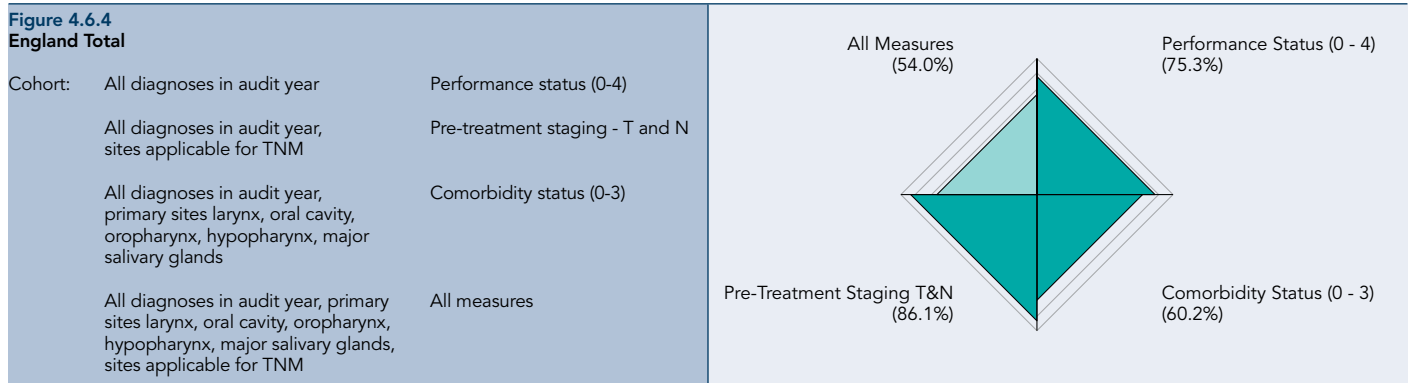 Figure 4.6.4
England Total
Cohort: All diagnoses in audit year Performance status (0-4)
All diagnoses in audit year, Pre-treatment staging - T and N
sites applicable for TNM
All diagnoses in audit year, Comorbidity status (0-3)
primary sites larynx, oral cavity,
oropharynx, hypopharynx, major
salivary glands
All diagnoses in audit year, primary All measures
sites larynx, oral cavity, oropharynx,
hypopharynx, major salivary glands,
sites applicable for TNM
All Measures
(54.0%)
Performance Status (0 - 4)
(75.3%)
Pre-Treatment Staging T&N
(86.1%)
Comorbidity Status (0 - 3)
(60.2%)